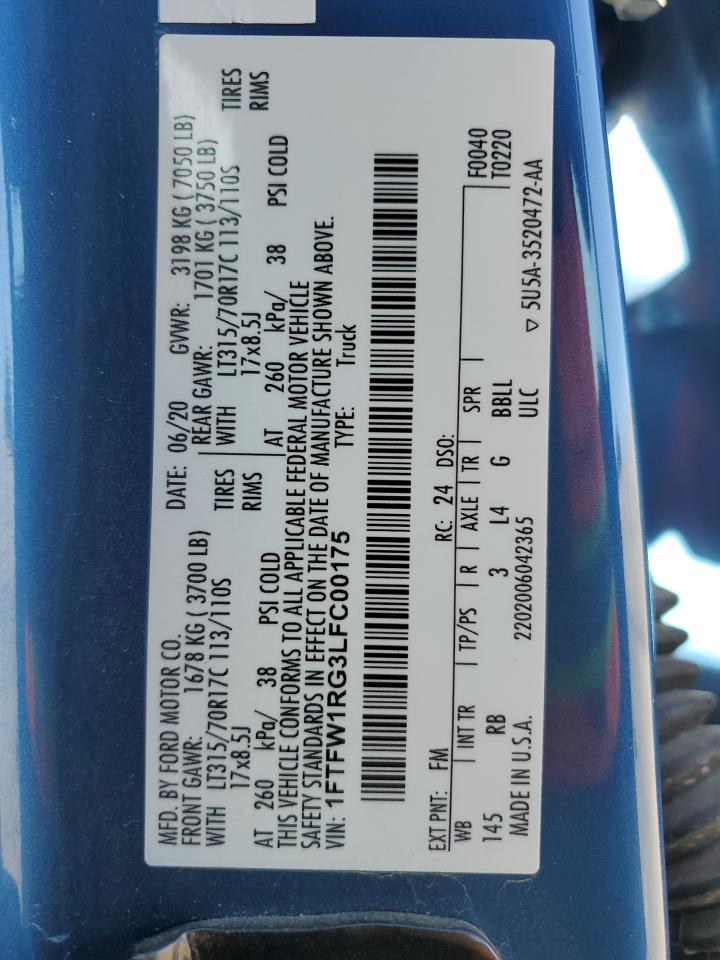 MFD. BY FORD MOTOR CO. DATE: 06/20 GVWR: 3198 KG ( 7050 LB)
FRONT GAWR: 1678 KG ( 3700 LB) REAR GAWR: 1701 KG ( 3750 LB)
WITH LT315/70R17C 113/110S TIRES WITH LT315/70R17C 113/110S TIRES
17x8.5J RIMS 17x8.5J RIMS
AT 260 kPa/ 38 PSI COLD AT 260 kPa/ 38 PSI COLD
THIS VEHICLE CONFORMS TO ALL APPLICABLE FEDERAL MOTOR VEHICLE
SAFETY STANDARDS IN EFFECT ON THE DATE OF MANUFACTURE SHOWN ABOVE.
VIN: 1FTFW1RG3LFC00175 TYPE: Truck
EXT PNT: FM RC: 24 DSO: F0040
WB INT TR TP/PS R AXLE TR SPR T0220
145 RB 3 L4 G BBLL
MADE IN U.S.A. 2202006042365 ULC ▽ 5U5A-3520472-AA